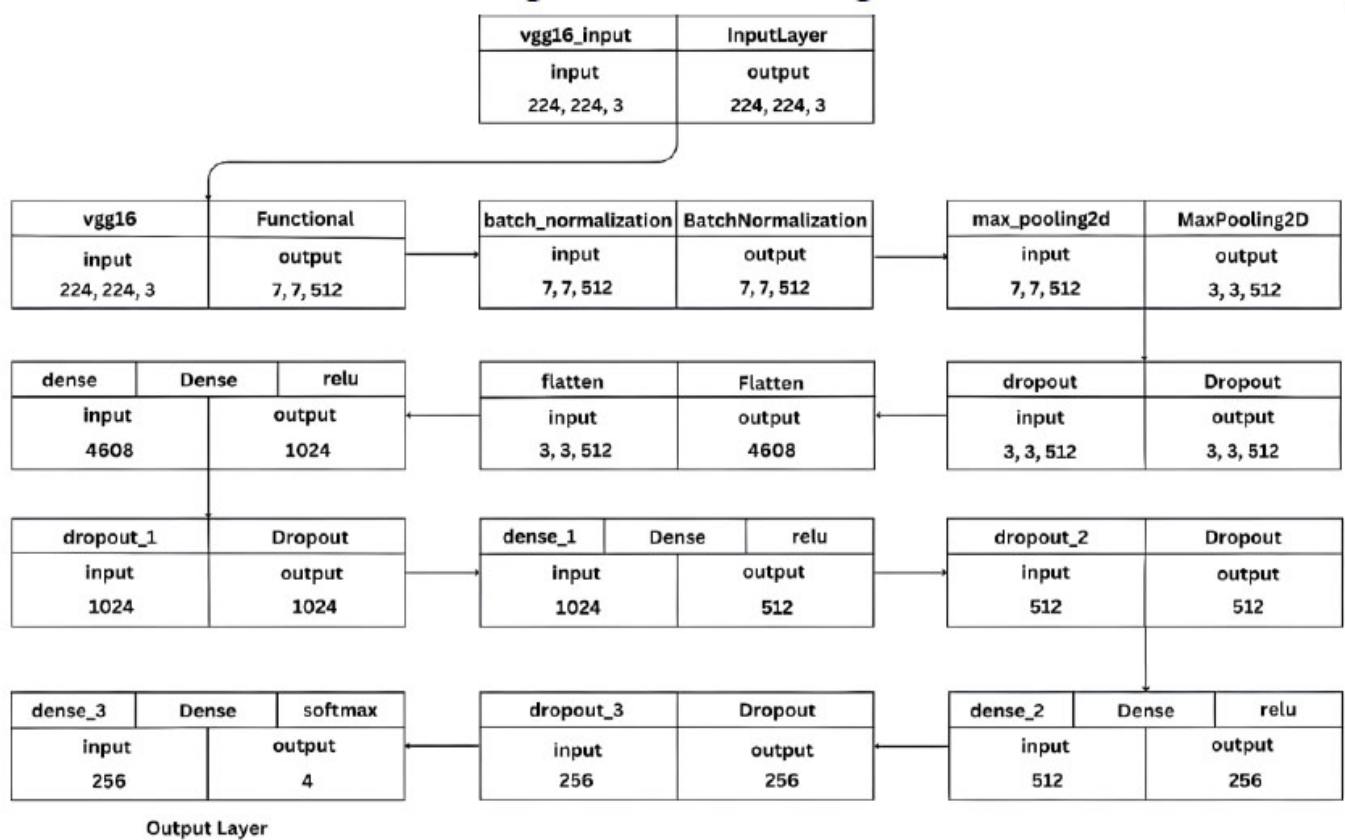 vgg16_input InputLayer
input output
224, 224, 3 224, 224, 3
vgg16 Functional
input output
224, 224, 3 7, 7, 512
batch_normalization BatchNormalization
input output
7, 7, 512 7, 7, 512
max_pooling2d MaxPooling2D
input output
7, 7, 512 3, 3, 512
dropout Dropout
input output
3, 3, 512 3, 3, 512
flatten Flatten
input output
3, 3, 512 4608
dense Dense relu
input output
4608 1024
dropout_1 Dropout
input output
1024 1024
dense_1 Dense relu
input output
1024 512
dropout_2 Dropout
input output
512 512
dense_2 Dense relu
input output
512 256
dropout_3 Dropout
input output
256 256
dense_3 Dense softmax
input output
256 4
Output Layer